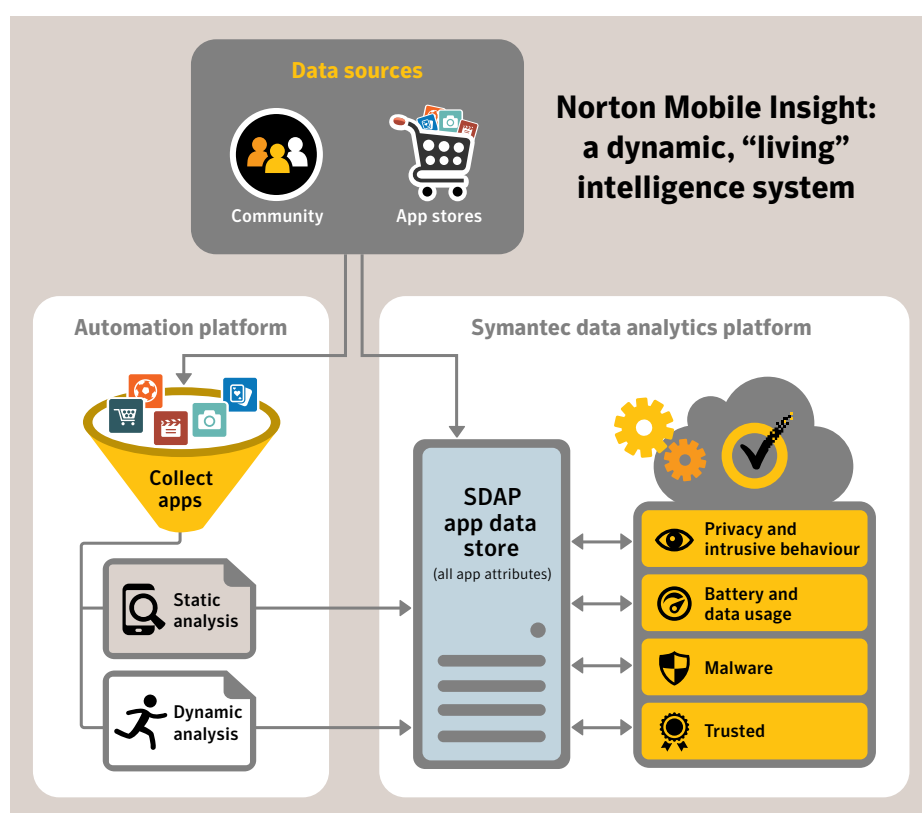 Data sources
Community
App stores
Norton Mobile Insight:
a dynamic, “living”
intelligence system
Automation platform
Collect
apps
Static
analysis
Dynamic
analysis
Symantec data analytics platform
SDAP
app data
store
(all app attributes)
Privacy and
intrusive behaviour
Battery and
data usage
Malware
Trusted